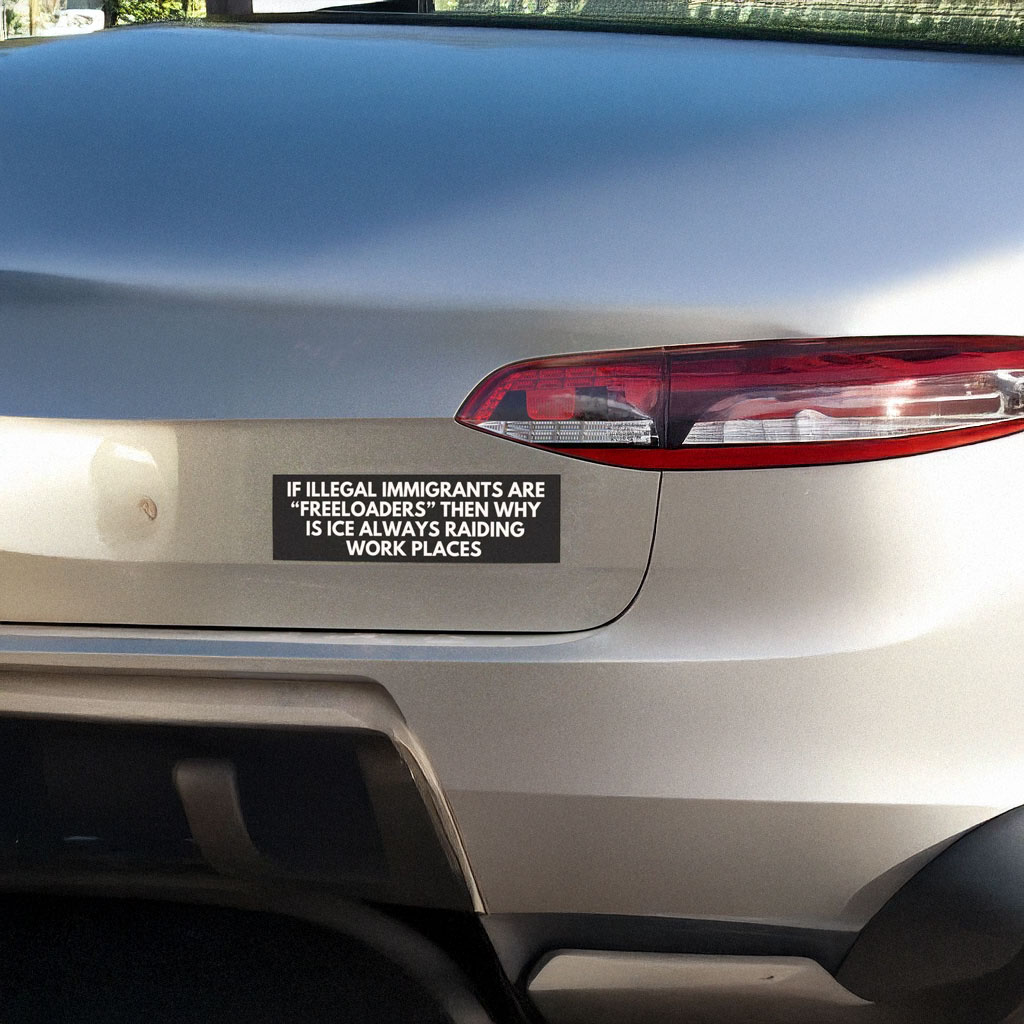 IF ILLEGAL IMMIGRANTS ARE
“FREELOADERS” THEN WHY
IS ICE ALWAYS RAIDING
WORK PLACES